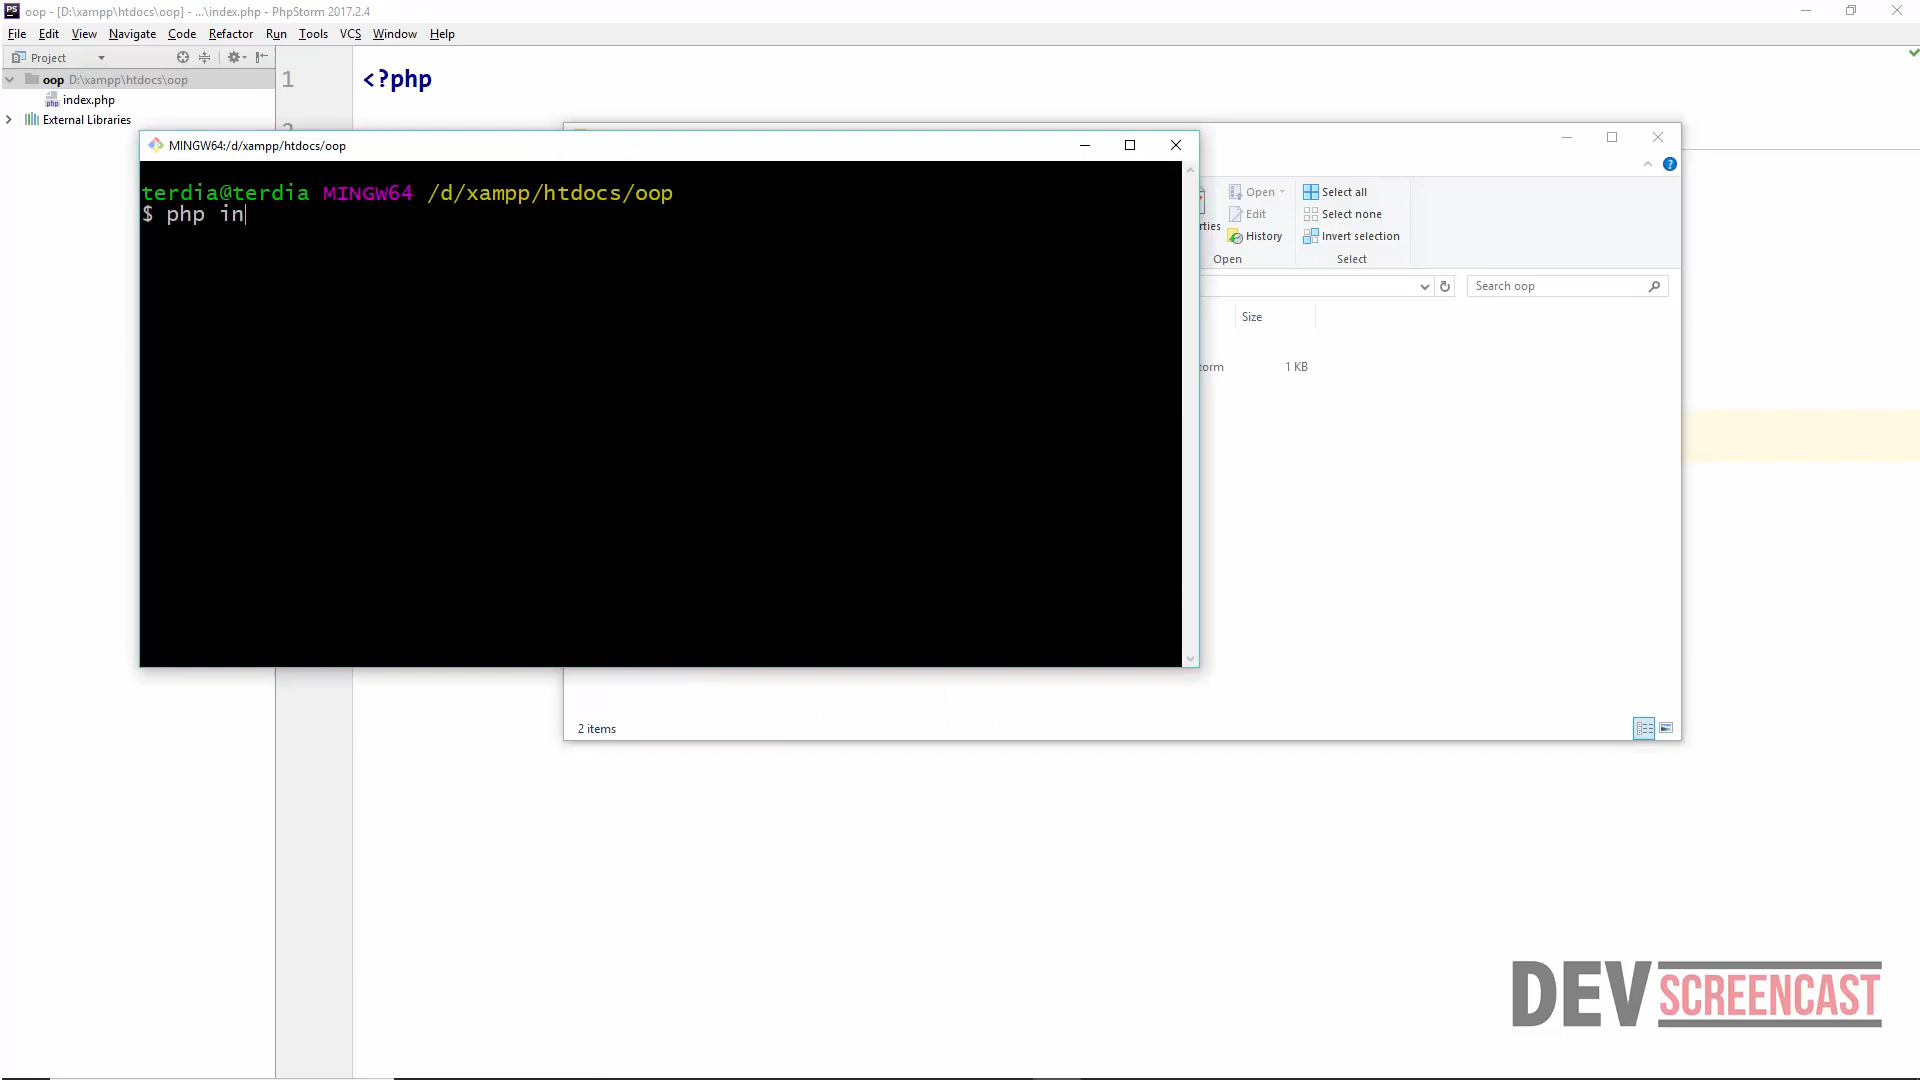 oop - [D:\xampp\htdocs\oop] - ...\index.php - PhpStorm 2017.2.4
File Edit View Navigate Code Refactor Run Tools VCS Window Help
Project
oop D:\xampp\htdocs\oop
index.php
External Libraries
1 <?php
MINGW64:/d/xampp/htdocs/oop
terdia@terdia MINGW64 /d/xampp/htdocs/oop
$ php in
Open
Edit
History
Open
Select all
Select none
Invert selection
Select
Search oop
Size
1 KB
2 items
DEVSCREENCAST